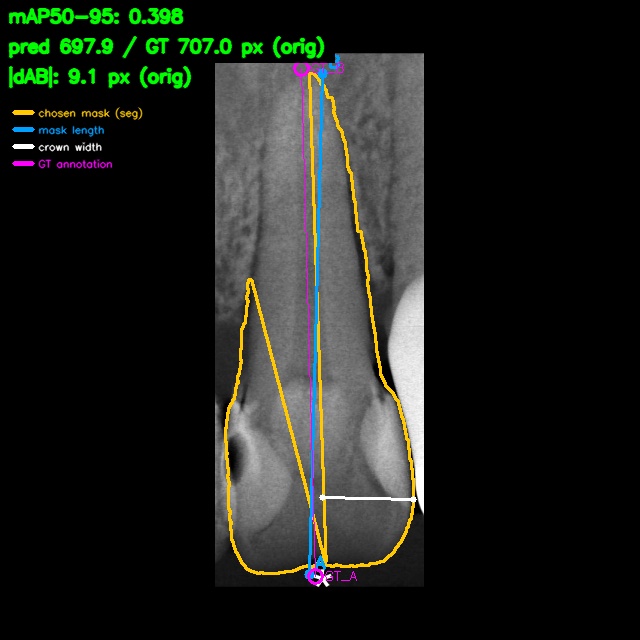 mAP50-95: 0.398
pred 697.9 / GT 707.0 px (orig)
|dAB|: 9.1 px (orig)
chosen mask (seg)
mask length
crown width
GT annotation
GT_A